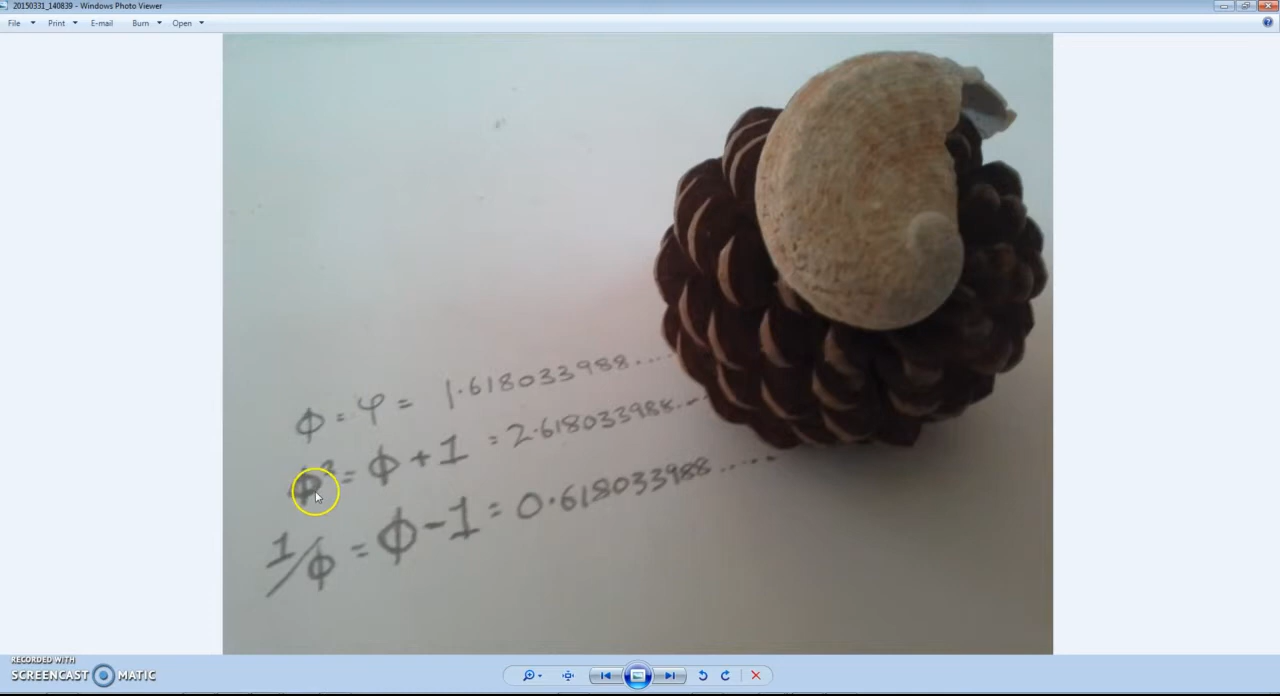 20150331_140839 - Windows Photo Viewer
File Print E-mail Burn Open
ϕ = φ = 1.618033988....
ϕ² = ϕ + 1 = 2.618033988....
1/ϕ = ϕ - 1 = 0.618033988.....
RECORDED WITH
SCREENCAST MATIC